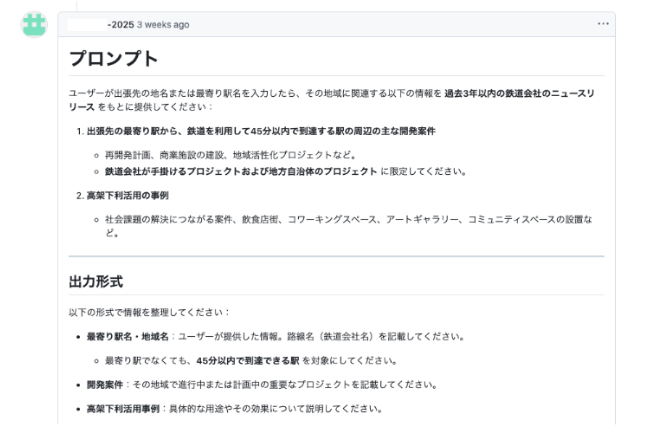 -2025 3 weeks ago
プロンプト
ユーザーが出張先の地名または最寄り駅名を入力したら、その地域に関連する以下の情報を 過去3年以内の鉄道会社のニュースリ
リース をもとに提供してください：
1. 出張先の最寄り駅から、鉄道を利用して45分以内で到達する駅の周辺の主な開発案件
再開発計画、商業施設の建設、地域活性化プロジェクトなど。
鉄道会社が手掛けるプロジェクトおよび地方自治体のプロジェクト に限定してください。
2. 高架下利活用の事例
社会課題の解決につながる案件、飲食店街、コワーキングスペース、アートギャラリー、コミュニティスペースの設置な
ど。
出力形式
以下の形式で情報を整理してください：
最寄り駅名・地域名：ユーザーが提供した情報。路線名（鉄道会社名）を記載してください。
最寄り駅でなくても、45分以内で到達できる駅 を対象にしてください。
開発案件：その地域で進行中または計画中の重要なプロジェクトを記載してください。
高架下利活用事例：具体的な用途やその効果について説明してください。